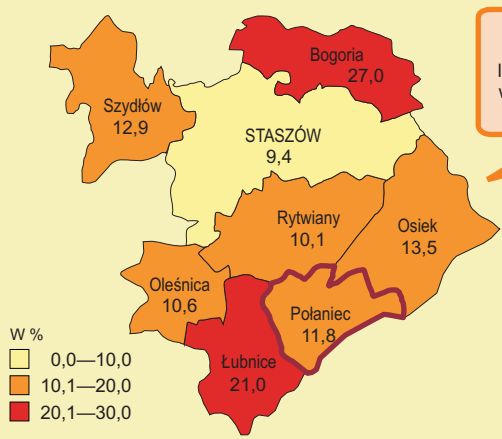 Bogoria
27,0
Szydłów
12,9
STASZÓW
9,4
Rytwiany
10,1
Osiek
13,5
Oleśnica
10,6
Połaniec
11,8
Łubnice
21,0
W %
0,0—10,0
10,1—20,0
20,1—30,0